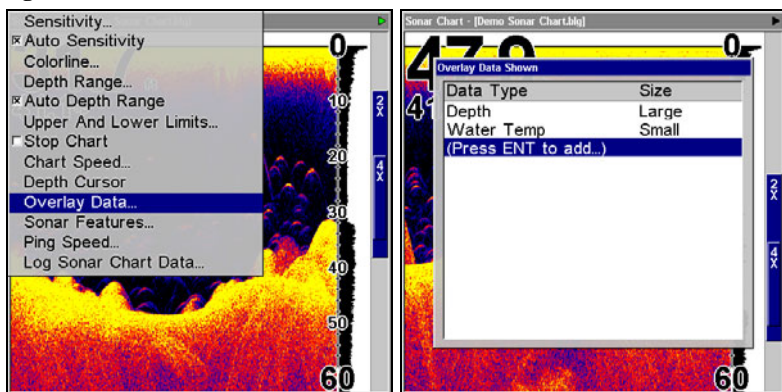 Sensitivity...
Auto Sensitivity
Colorline...
Depth Range...
Auto Depth Range
Upper And Lower Limits...
Stop Chart
Chart Speed...
Depth Cursor
Overlay Data...
Sonar Features...
Ping Speed...
Log Sonar Chart Data...
0
10
20
30
40
50
60
2X
4X
Sonar Chart - [Demo Sonar Chart.blg]
0
Overlay Data Shown
Data Type Size
Depth Large
Water Temp Small
(Press ENT to add...)
60
2X
4X